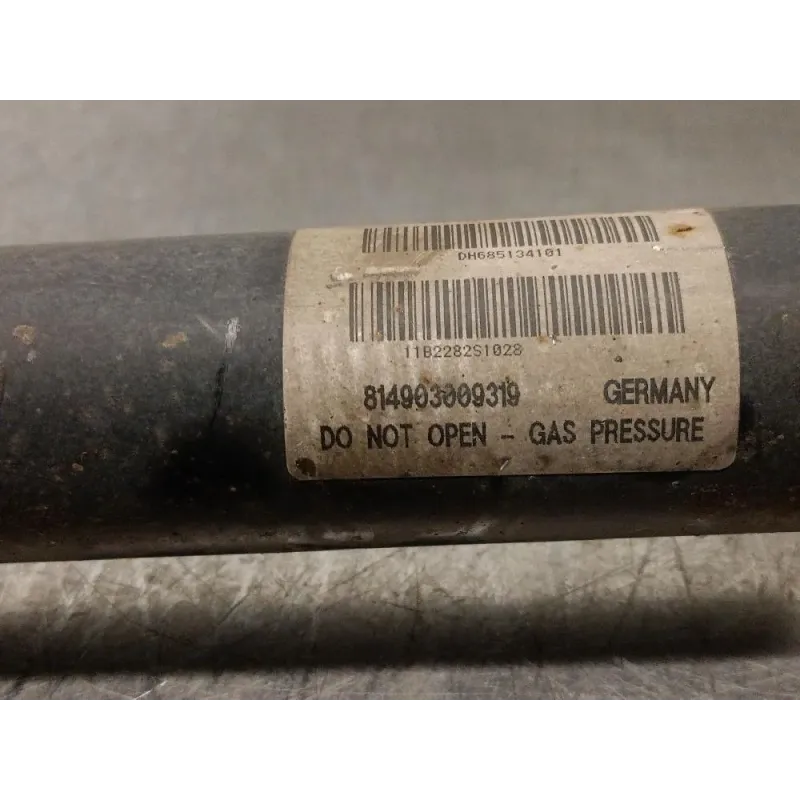 DH685134101
11B2282S1028
814903009319 GERMANY
DO NOT OPEN - GAS PRESSURE